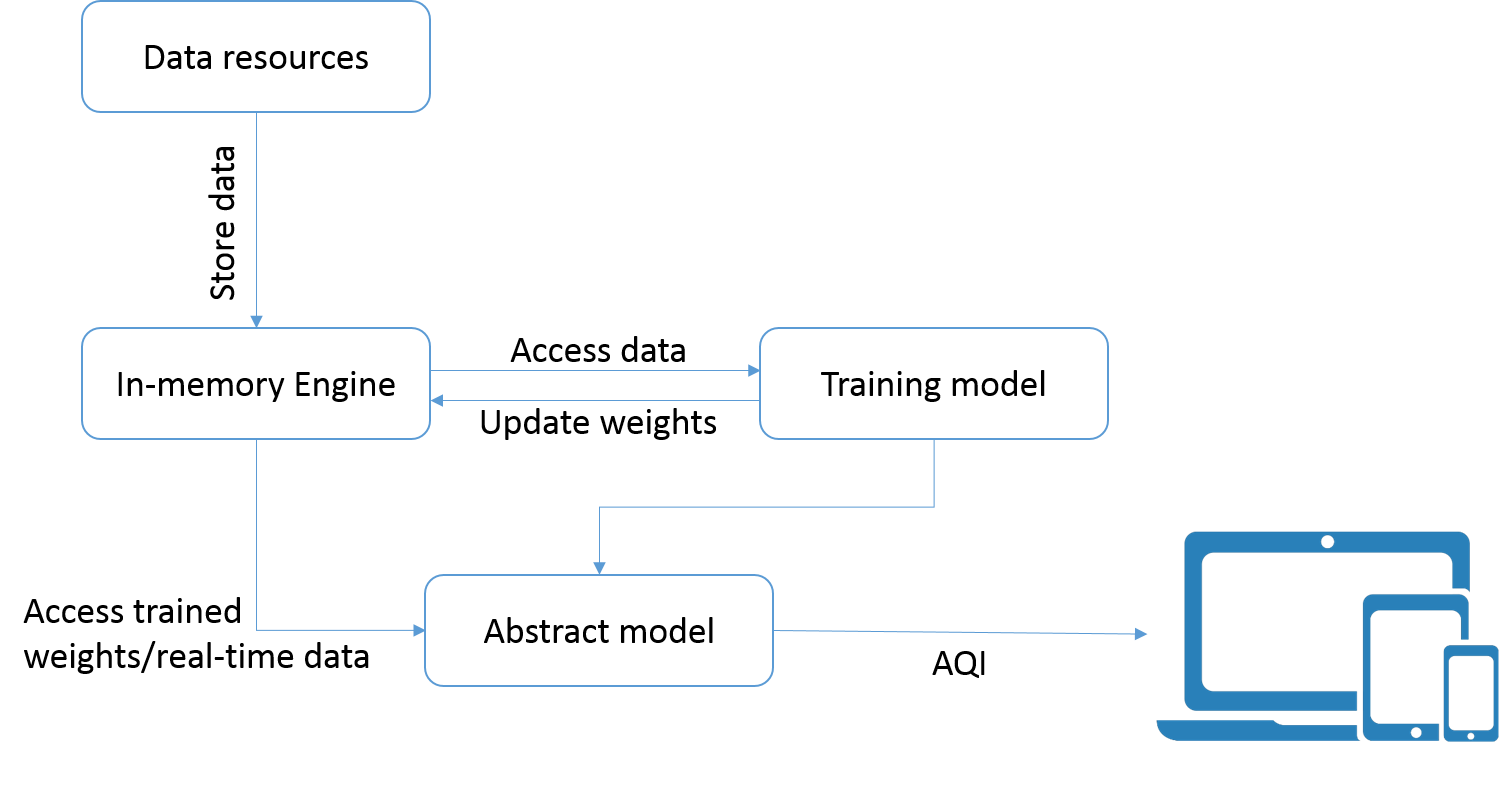 Data resources
Store data
In-memory Engine
Access data
Update weights
Training model
Access trained
weights/real-time data
Abstract model
AQI